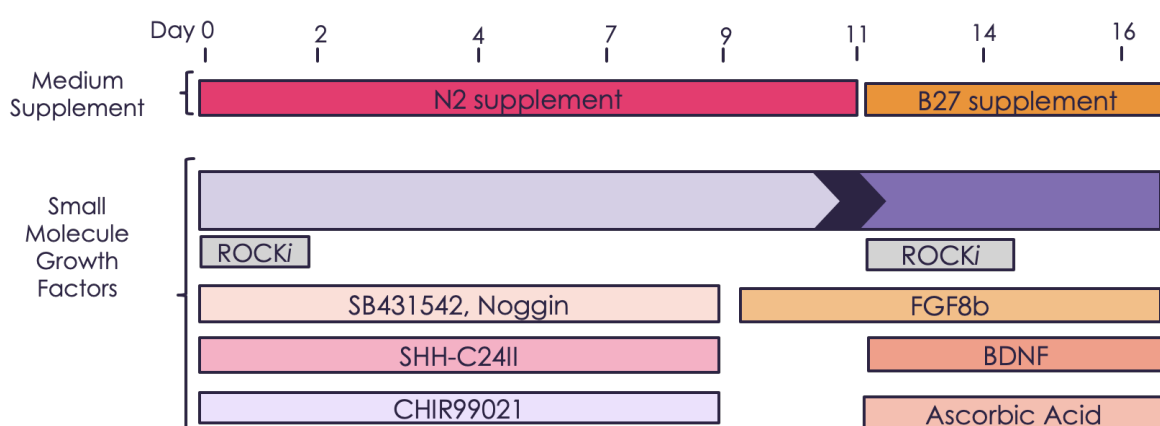 Day 0 2 4 7 9 11 14 16
Medium
Supplement
N2 supplement B27 supplement
Small
Molecule
Growth
Factors
ROCKi ROCKi
SB431542, Noggin FGF8b
SHH-C24II BDNF
CHIR99021 Ascorbic Acid